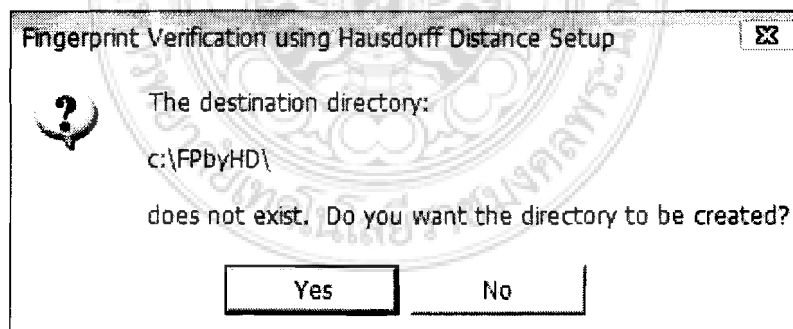 Fingerprint Verification using Hausdorff Distance Setup
The destination directory:
c:\FPbyHD\
does not exist. Do you want the directory to be created?
Yes No